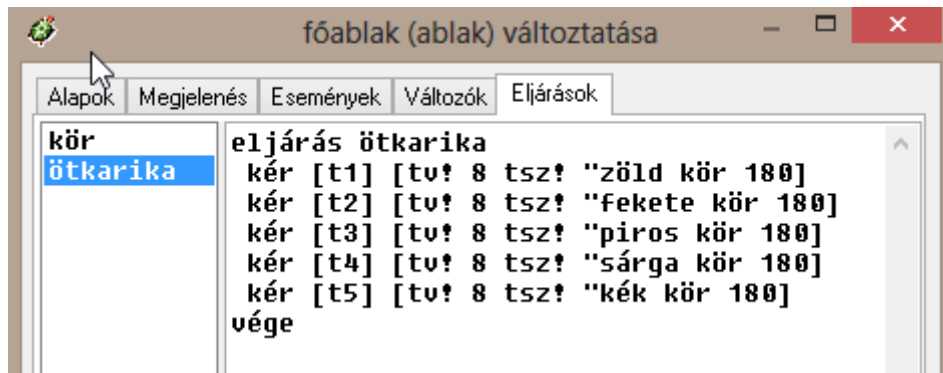 főablak (ablak) változtatása
Alapok Megjelenés Események Változók Eljárások
kör
ötkarika
eljárás ötkarika
kér [t1] [tv! 8 tsz! "zöld kör 180]
kér [t2] [tv! 8 tsz! "fekete kör 180]
kér [t3] [tv! 8 tsz! "piros kör 180]
kér [t4] [tv! 8 tsz! "sárga kör 180]
kér [t5] [tv! 8 tsz! "kék kör 180]
vége